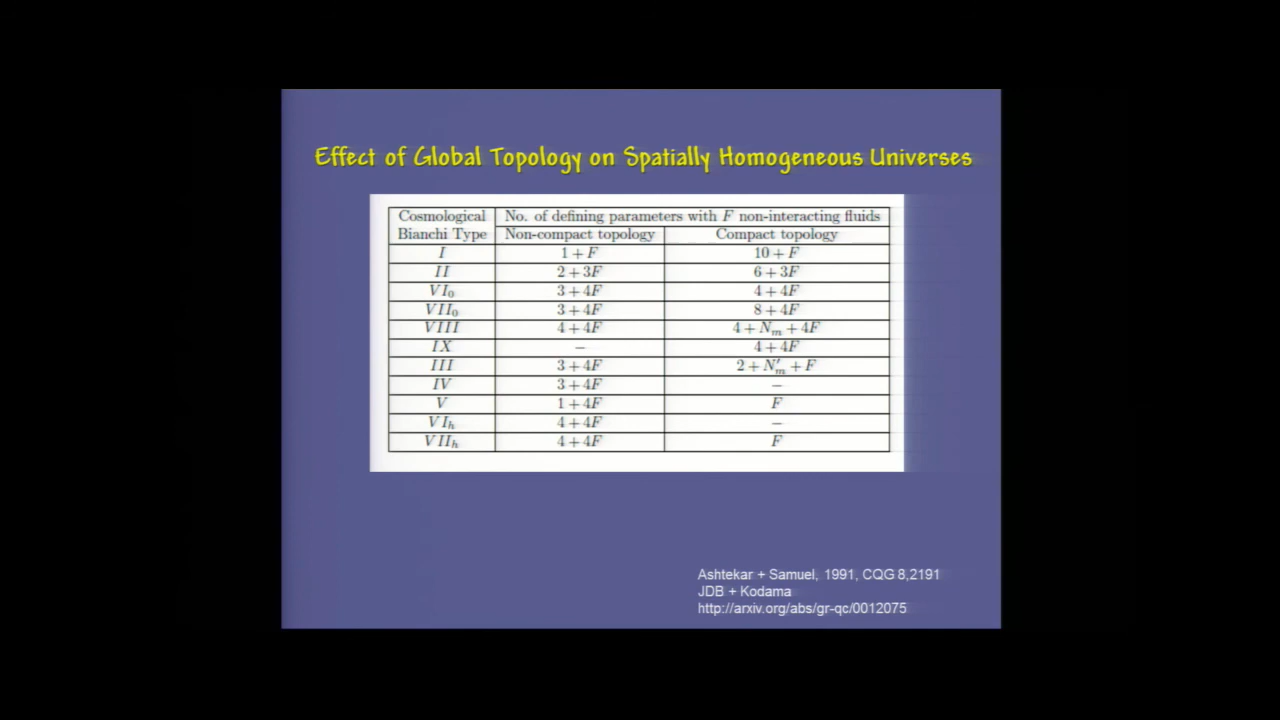 Effect of Global Topology on Spatially Homogeneous Universes
Cosmological Bianchi Type | No. of defining parameters with F non-interacting fluids
Non-compact topology | Compact topology
I | 1 + F | 10 + F
II | 2 + 3F | 6 + 3F
VI₀ | 3 + 4F | 4 + 4F
VII₀ | 3 + 4F | 8 + 4F
VIII | 4 + 4F | 4 + Nₘ + 4F
IX | – | 4 + 4F
III | 3 + 4F | 2 + N′ₘ + F
IV | 3 + 4F | –
V | 1 + 4F | F
VIₕ | 4 + 4F | –
VIIₕ | 4 + 4F | F
Ashtekar + Samuel, 1991, CQG 8,2191
JDB + Kodama
http://arxiv.org/abs/gr-qc/0012075